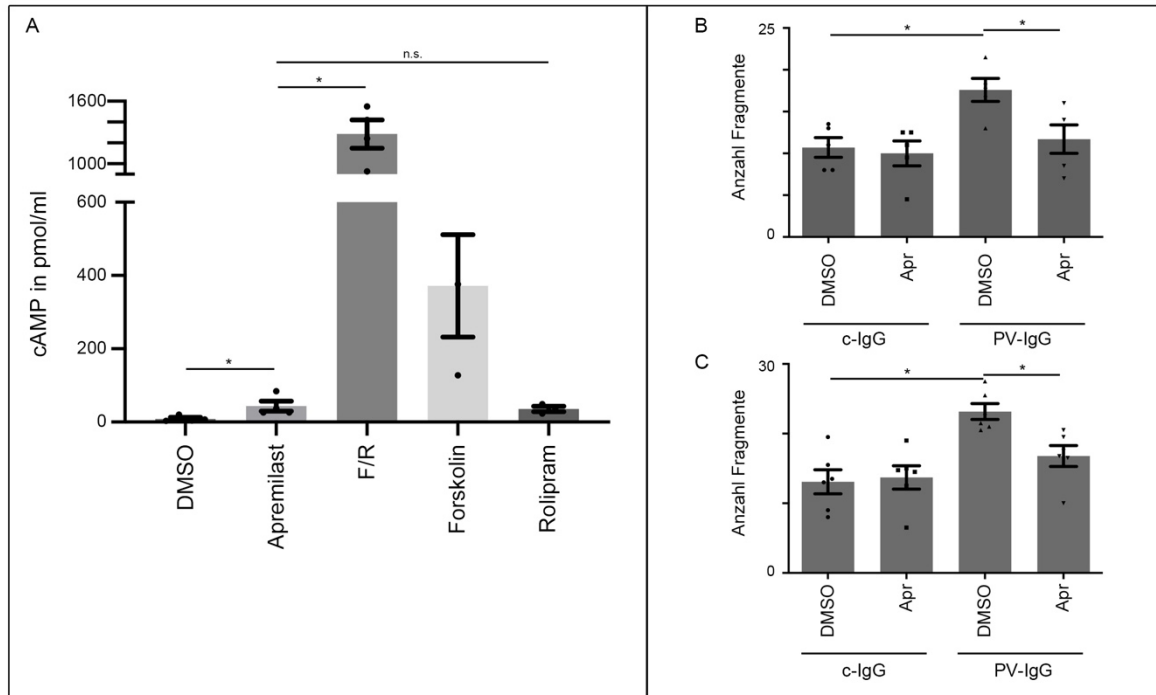 A
n.s.
*
*
1600
1000
600
400
200
0
cAMP in pmol/ml
DMSO
Apremilast
F/R
Forskolin
Rolipram
B
25
0
Anzahl Fragmente
* *
DMSO Apr DMSO Apr
c-IgG PV-IgG
C
30
0
Anzahl Fragmente
* *
DMSO Apr DMSO Apr
c-IgG PV-IgG